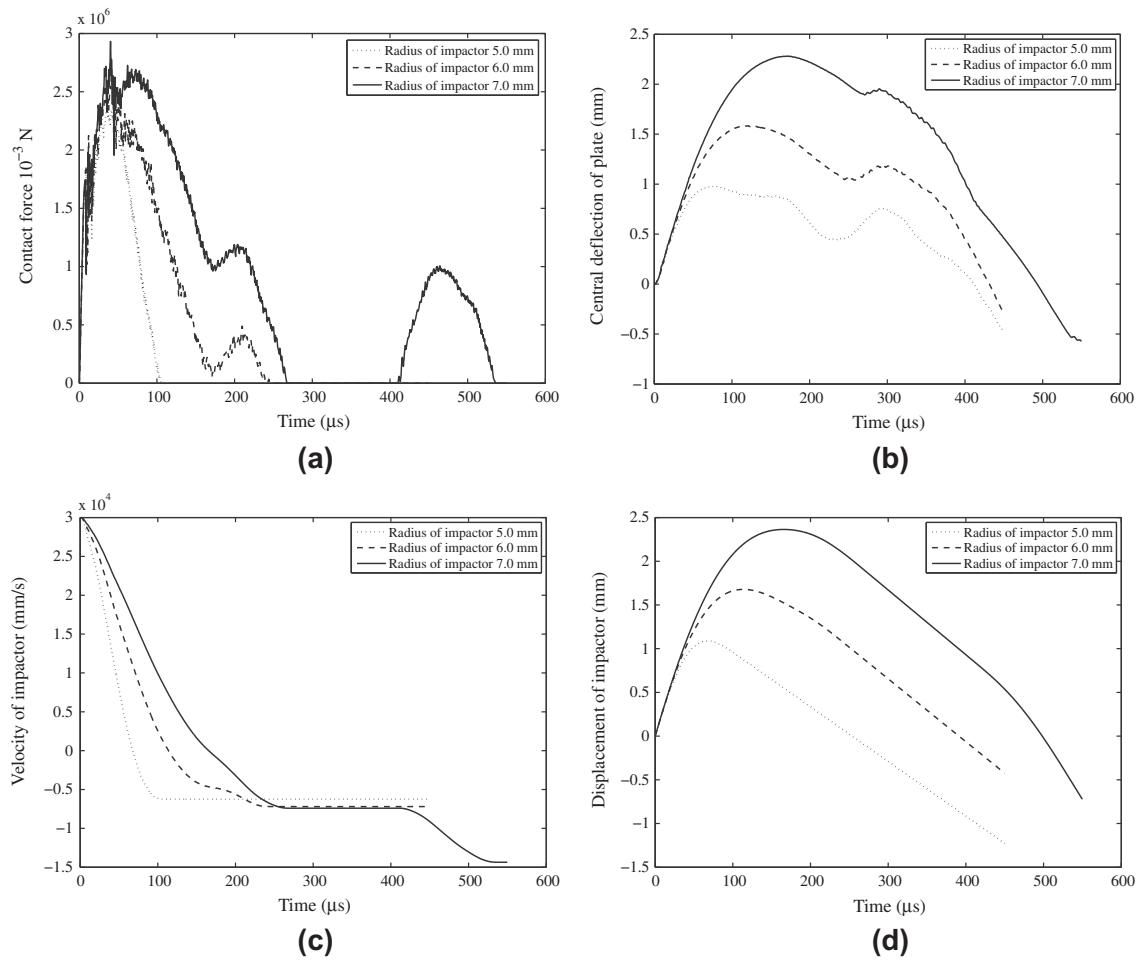 x 10⁶
3
2.5
2
1.5
1
0.5
0
0 100 200 300 400 500 600
Contact force 10⁻³ N
Time (μs)
Radius of impactor 5.0 mm
Radius of impactor 6.0 mm
Radius of impactor 7.0 mm
(a)
2.5
2
1.5
1
0.5
0
−0.5
−1
0 100 200 300 400 500 600
Central deflection of plate (mm)
Time (μs)
Radius of impactor 5.0 mm
Radius of impactor 6.0 mm
Radius of impactor 7.0 mm
(b)
x 10⁴
3
2.5
2
1.5
1
0.5
0
−0.5
−1
−1.5
0 100 200 300 400 500 600
Velocity of impactor (mm/s)
Time (μs)
Radius of impactor 5.0 mm
Radius of impactor 6.0 mm
Radius of impactor 7.0 mm
(c)
2.5
2
1.5
1
0.5
0
−0.5
−1
−1.5
0 100 200 300 400 500 600
Displacement of impactor (mm)
Time (μs)
Radius of impactor 5.0 mm
Radius of impactor 6.0 mm
Radius of impactor 7.0 mm
(d)